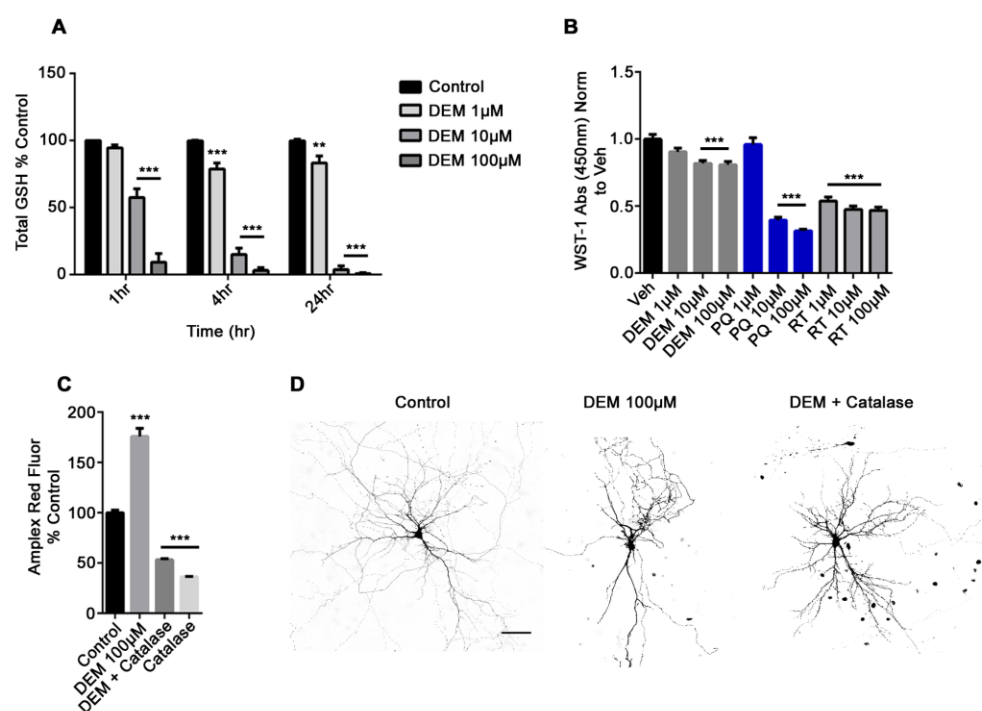 A
Total GSH % Control
150
100
50
0
***
***
***
**
***
1hr
4hr
24hr
Time (hr)
Control
DEM 1µM
DEM 10µM
DEM 100µM
B
WST-1 Abs (450nm) Norm
to Veh
1.5
1.0
0.5
0.0
***
***
***
Veh
DEM 1µM
DEM 10µM
DEM 100µM
PQ 1µM
PQ 10µM
PQ 100µM
RT 1µM
RT 10µM
RT 100µM
C
Amplex Red Fluor
% Control
200
150
100
50
0
***
***
Control
DEM 100µM
DEM + Catalase
Catalase
D
Control
DEM 100µM
DEM + Catalase